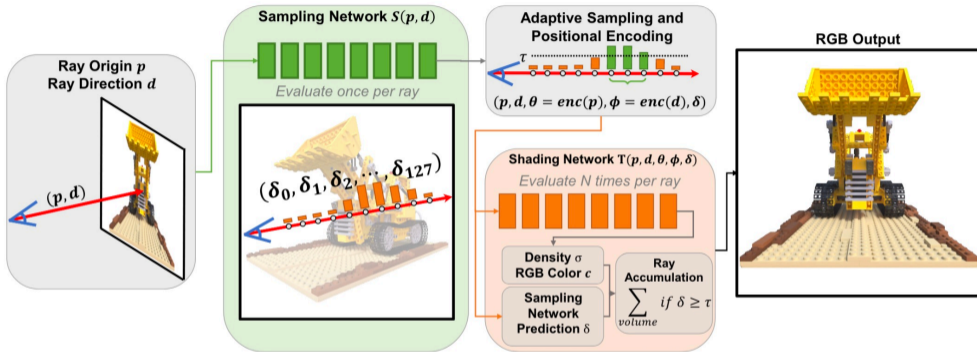 Ray Origin p
Ray Direction d
(p, d)
Sampling Network S(p, d)
Evaluate once per ray
(δ₀, δ₁, δ₂, ..., δ₁₂₇)
Adaptive Sampling and
Positional Encoding
τ
(p, d, θ = enc(p), ϕ = enc(d), δ)
Shading Network T(p, d, θ, ϕ, δ)
Evaluate N times per ray
Density σ
RGB Color c
Sampling
Network
Prediction δ
Ray
Accumulation
∑ if δ ≥ τ
volume
RGB Output